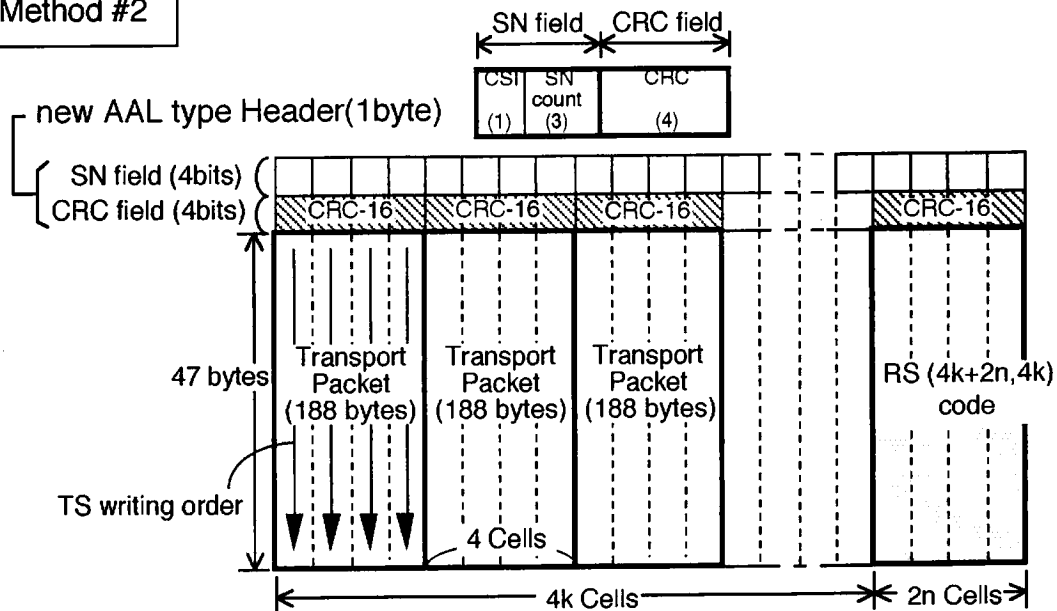 Method #2
SN field CRC field
CSI SN CRC
count
(1) (3) (4)
new AAL type Header(1byte)
SN field (4bits)
CRC field (4bits)
CRC-16 CRC-16 CRC-16 CRC-16
47 bytes
Transport Transport Transport
Packet Packet Packet
(188 bytes) (188 bytes) (188 bytes)
RS (4k+2n,4k)
code
TS writing order
4 Cells
4k Cells 2n Cells